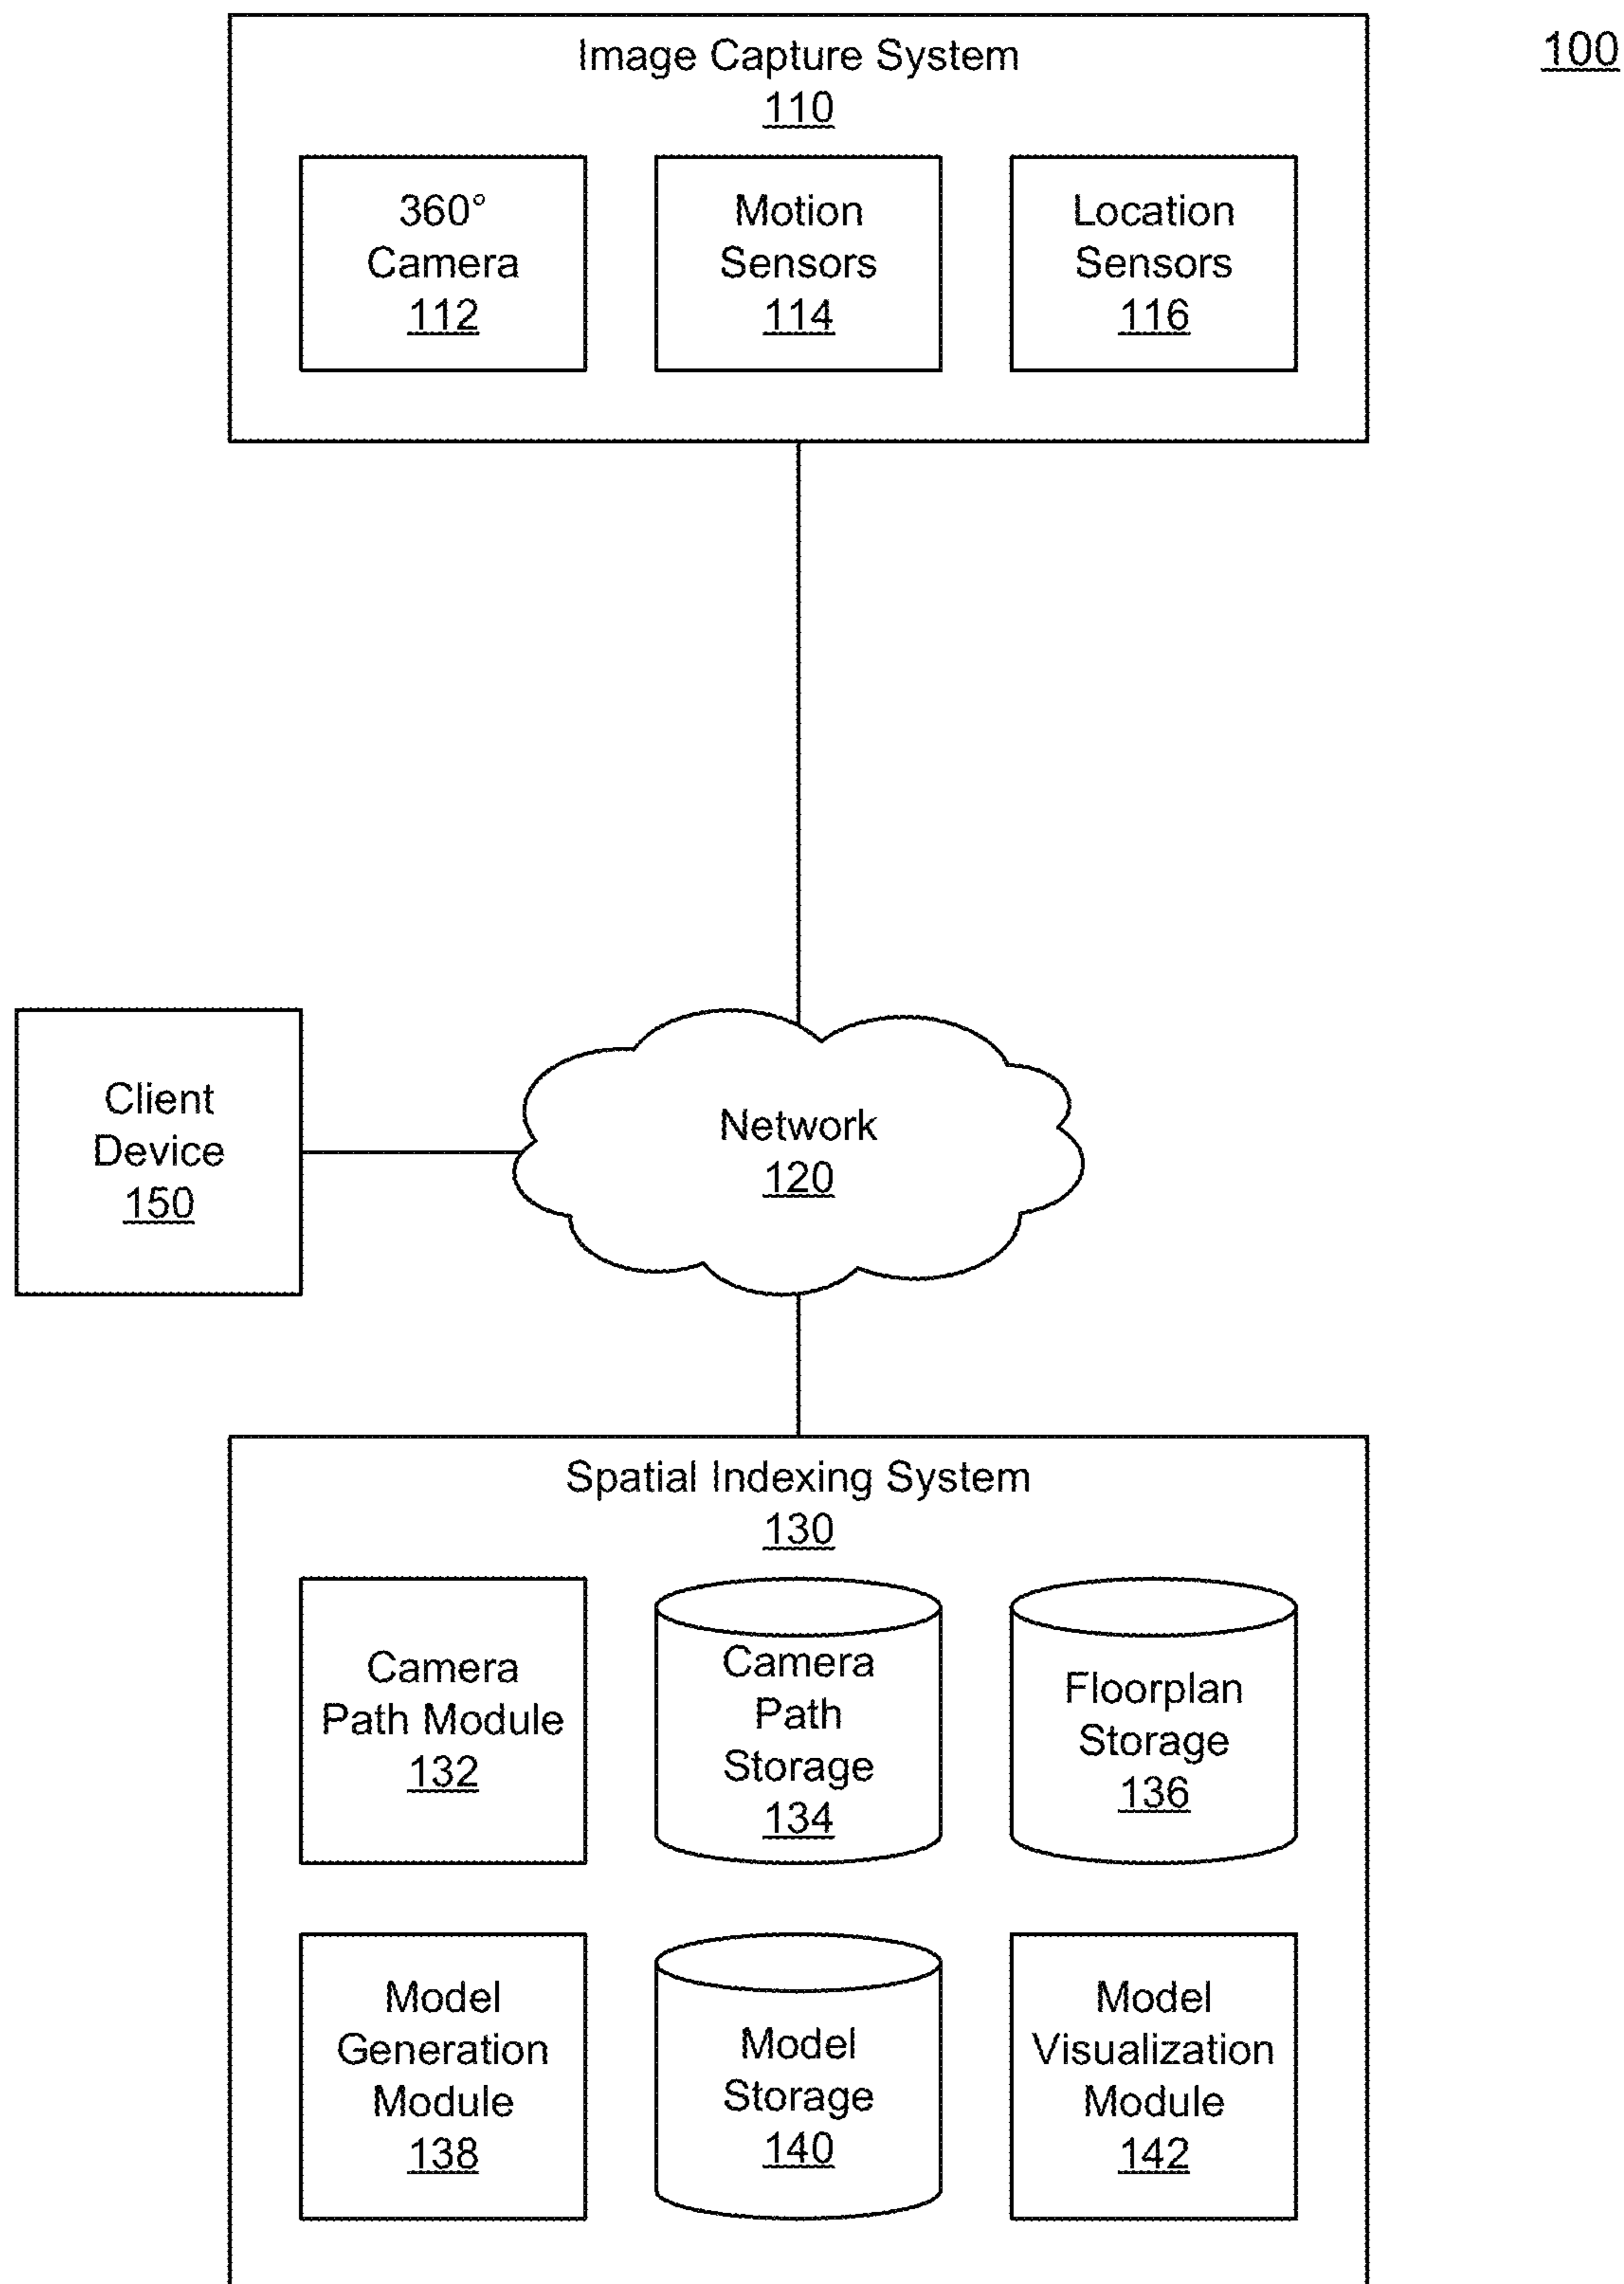 100
Image Capture System
110
360°
Camera
112
Motion
Sensors
114
Location
Sensors
116
Client
Device
150
Network
120
Spatial Indexing System
130
Camera
Path Module
132
Camera
Path
Storage
134
Floorplan
Storage
136
Model
Generation
Module
138
Model
Storage
140
Model
Visualization
Module
142